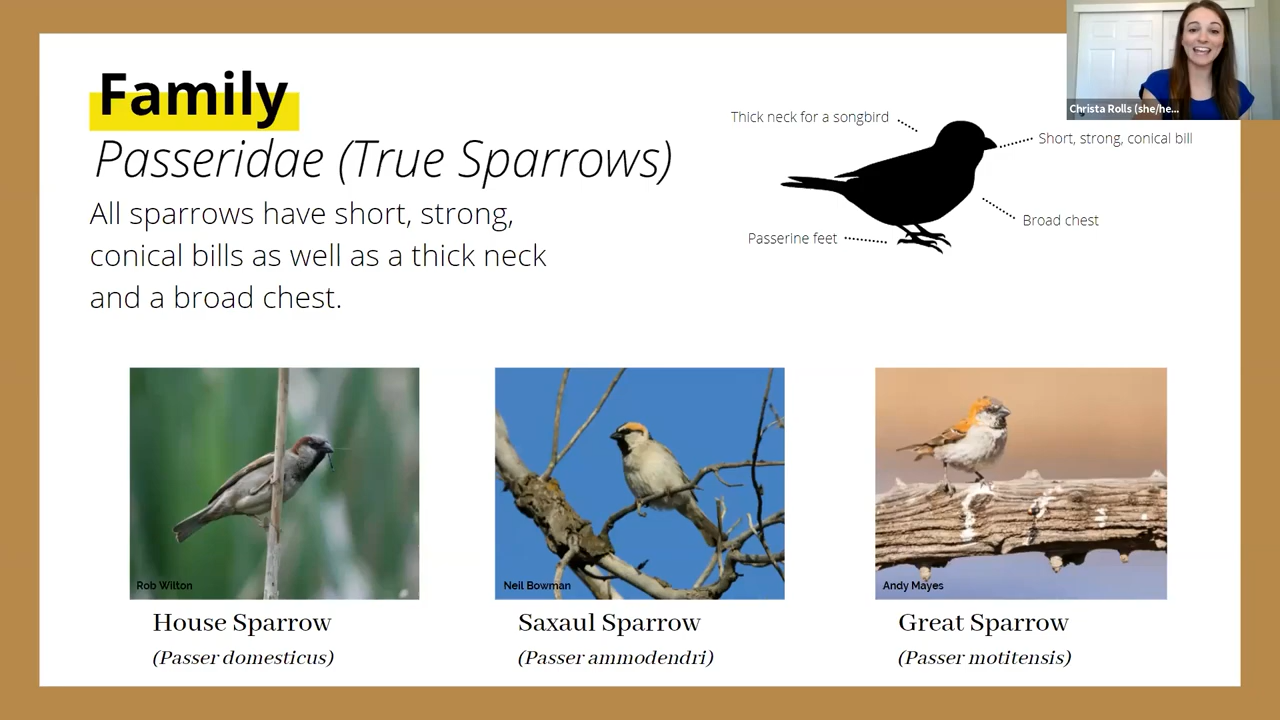 Family
Passeridae (True Sparrows)
All sparrows have short, strong,
conical bills as well as a thick neck
and a broad chest.
Thick neck for a songbird
Short, strong, conical bill
Broad chest
Passerine feet
Christa Rolls (she/he...
Rob Wilton
Neil Bowman
Andy Mayes
House Sparrow
(Passer domesticus)
Saxaul Sparrow
(Passer ammodendri)
Great Sparrow
(Passer motitensis)